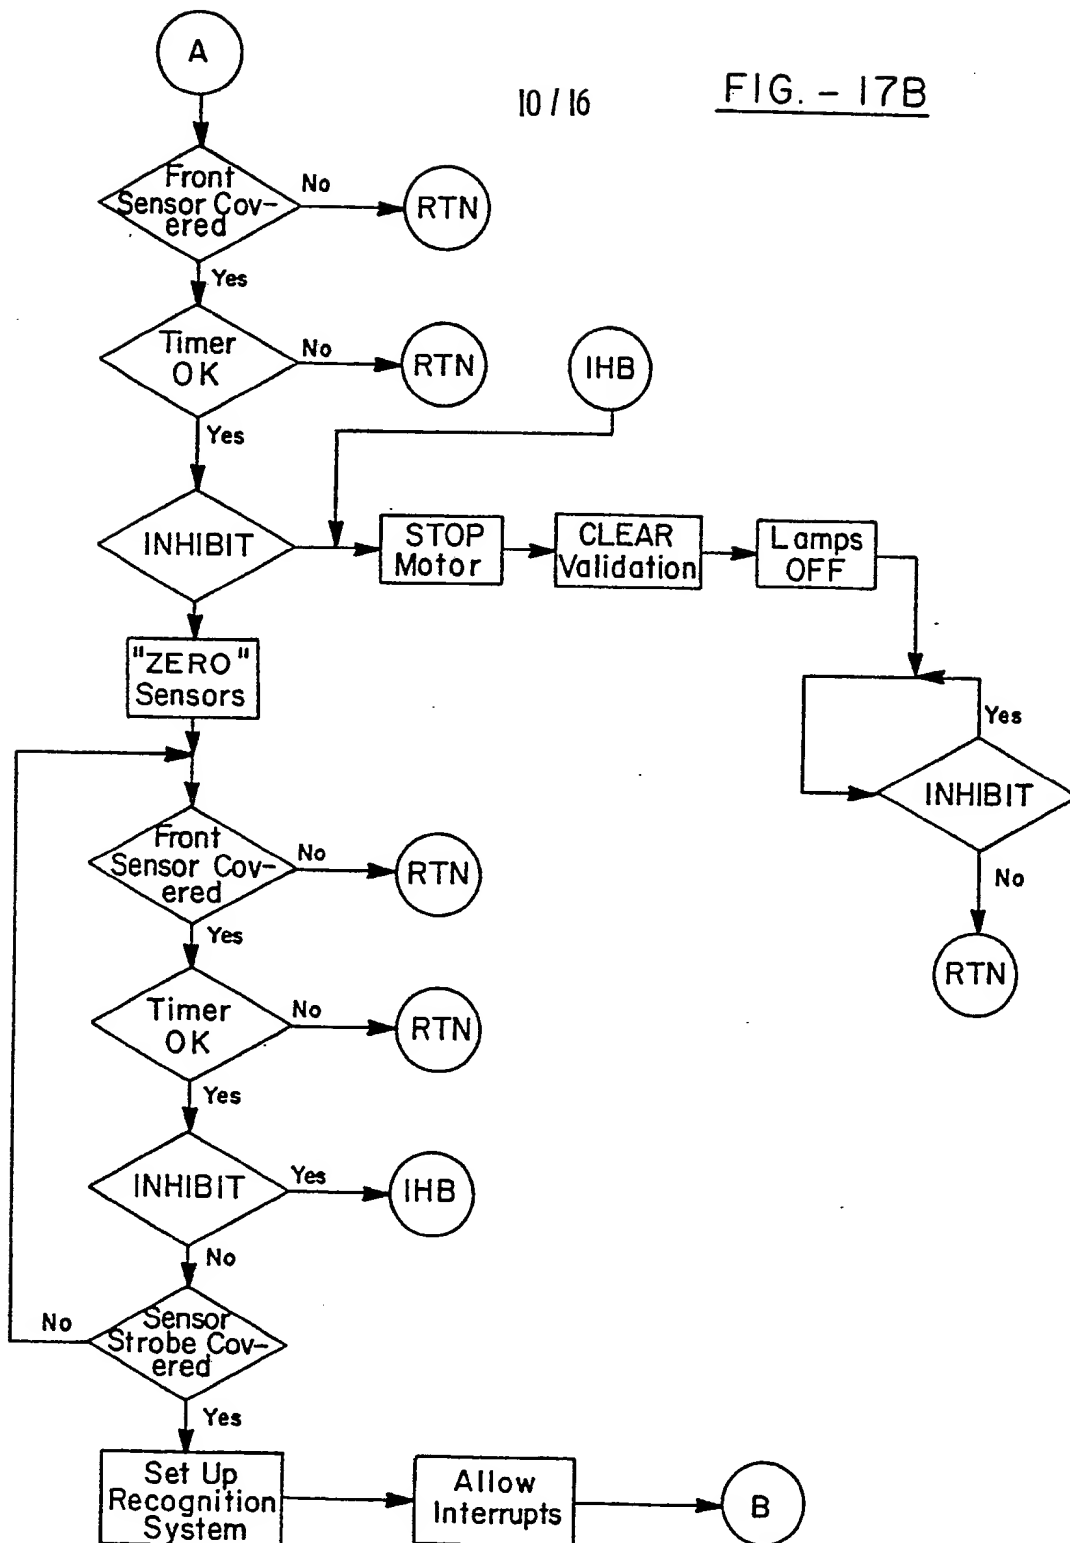 A
10/16
FIG. - 17B
Front
Sensor Cov-
ered
No
RTN
Yes
Timer
OK
No
RTN
IHB
Yes
INHIBIT
STOP
Motor
CLEAR
Validation
Lamps
OFF
"ZERO"
Sensors
Yes
INHIBIT
No
RTN
Front
Sensor Cov-
ered
No
RTN
Yes
Timer
OK
No
RTN
Yes
INHIBIT
Yes
IHB
No
Sensor
Strobe Cov-
ered
No
Yes
Set Up
Recognition
System
Allow
Interrupts
B